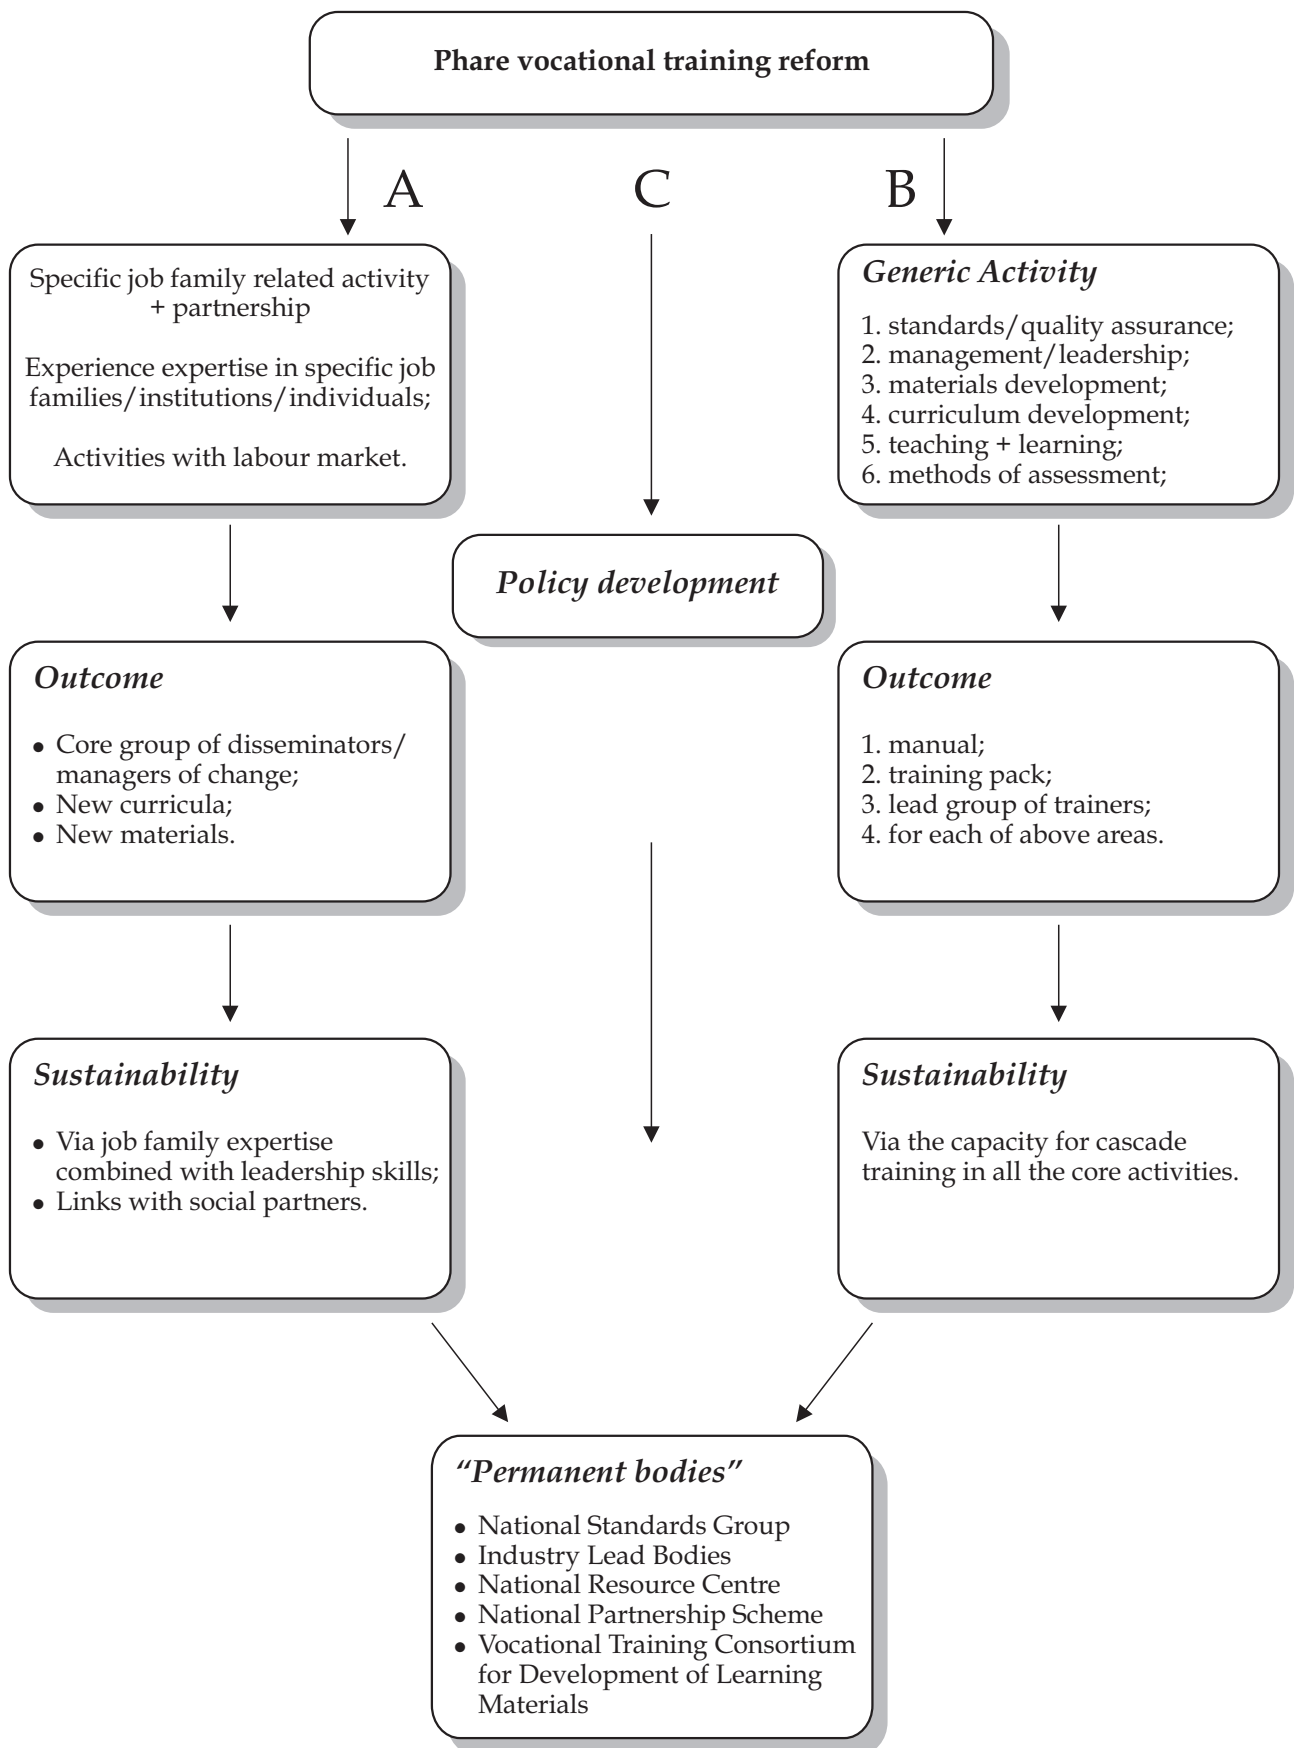 Phare vocational training reform
A
C
B
Specific job family related activity
+ partnership
Experience expertise in specific job
families/institutions/individuals;
Activities with labour market.
Generic Activity
1. standards/quality assurance;
2. management/leadership;
3. materials development;
4. curriculum development;
5. teaching + learning;
6. methods of assessment;
Policy development
Outcome
• Core group of disseminators/
managers of change;
• New curricula;
• New materials.
Outcome
1. manual;
2. training pack;
3. lead group of trainers;
4. for each of above areas.
Sustainability
• Via job family expertise
combined with leadership skills;
• Links with social partners.
Sustainability
Via the capacity for cascade
training in all the core activities.
“Permanent bodies”
• National Standards Group
• Industry Lead Bodies
• National Resource Centre
• National Partnership Scheme
• Vocational Training Consortium
for Development of Learning
Materials